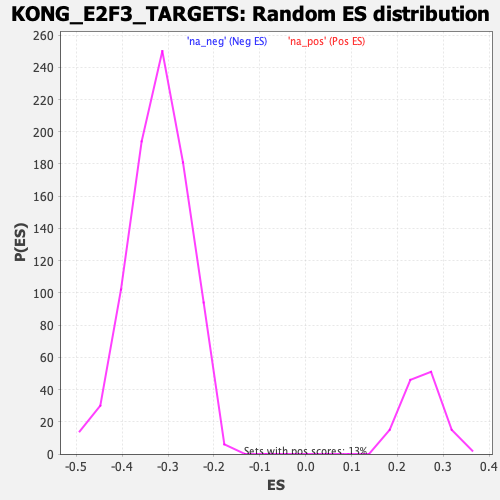 KONG_E2F3_TARGETS: Random ES distribution
'na_neg' (Neg ES) 'na_pos' (Pos ES)
260
240
220
200
180
160
140
120
100
80
60
40
20
0
P(ES)
Sets with pos scores: 13%
-0.5 -0.4 -0.3 -0.2 -0.1 0.0 0.1 0.2 0.3 0.4
ES